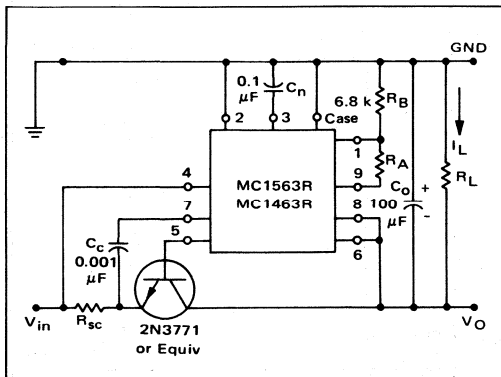 GND
0.1
μF
Cn
6.8 k
RB
2
3
Case
IL
1
RA
4
MC1563R
9
Co
+
RL
7
MC1463R
8
100
μF
-
5
6
Cc
0.001
μF
Vin
Rsc
VO
2N3771
or Equiv